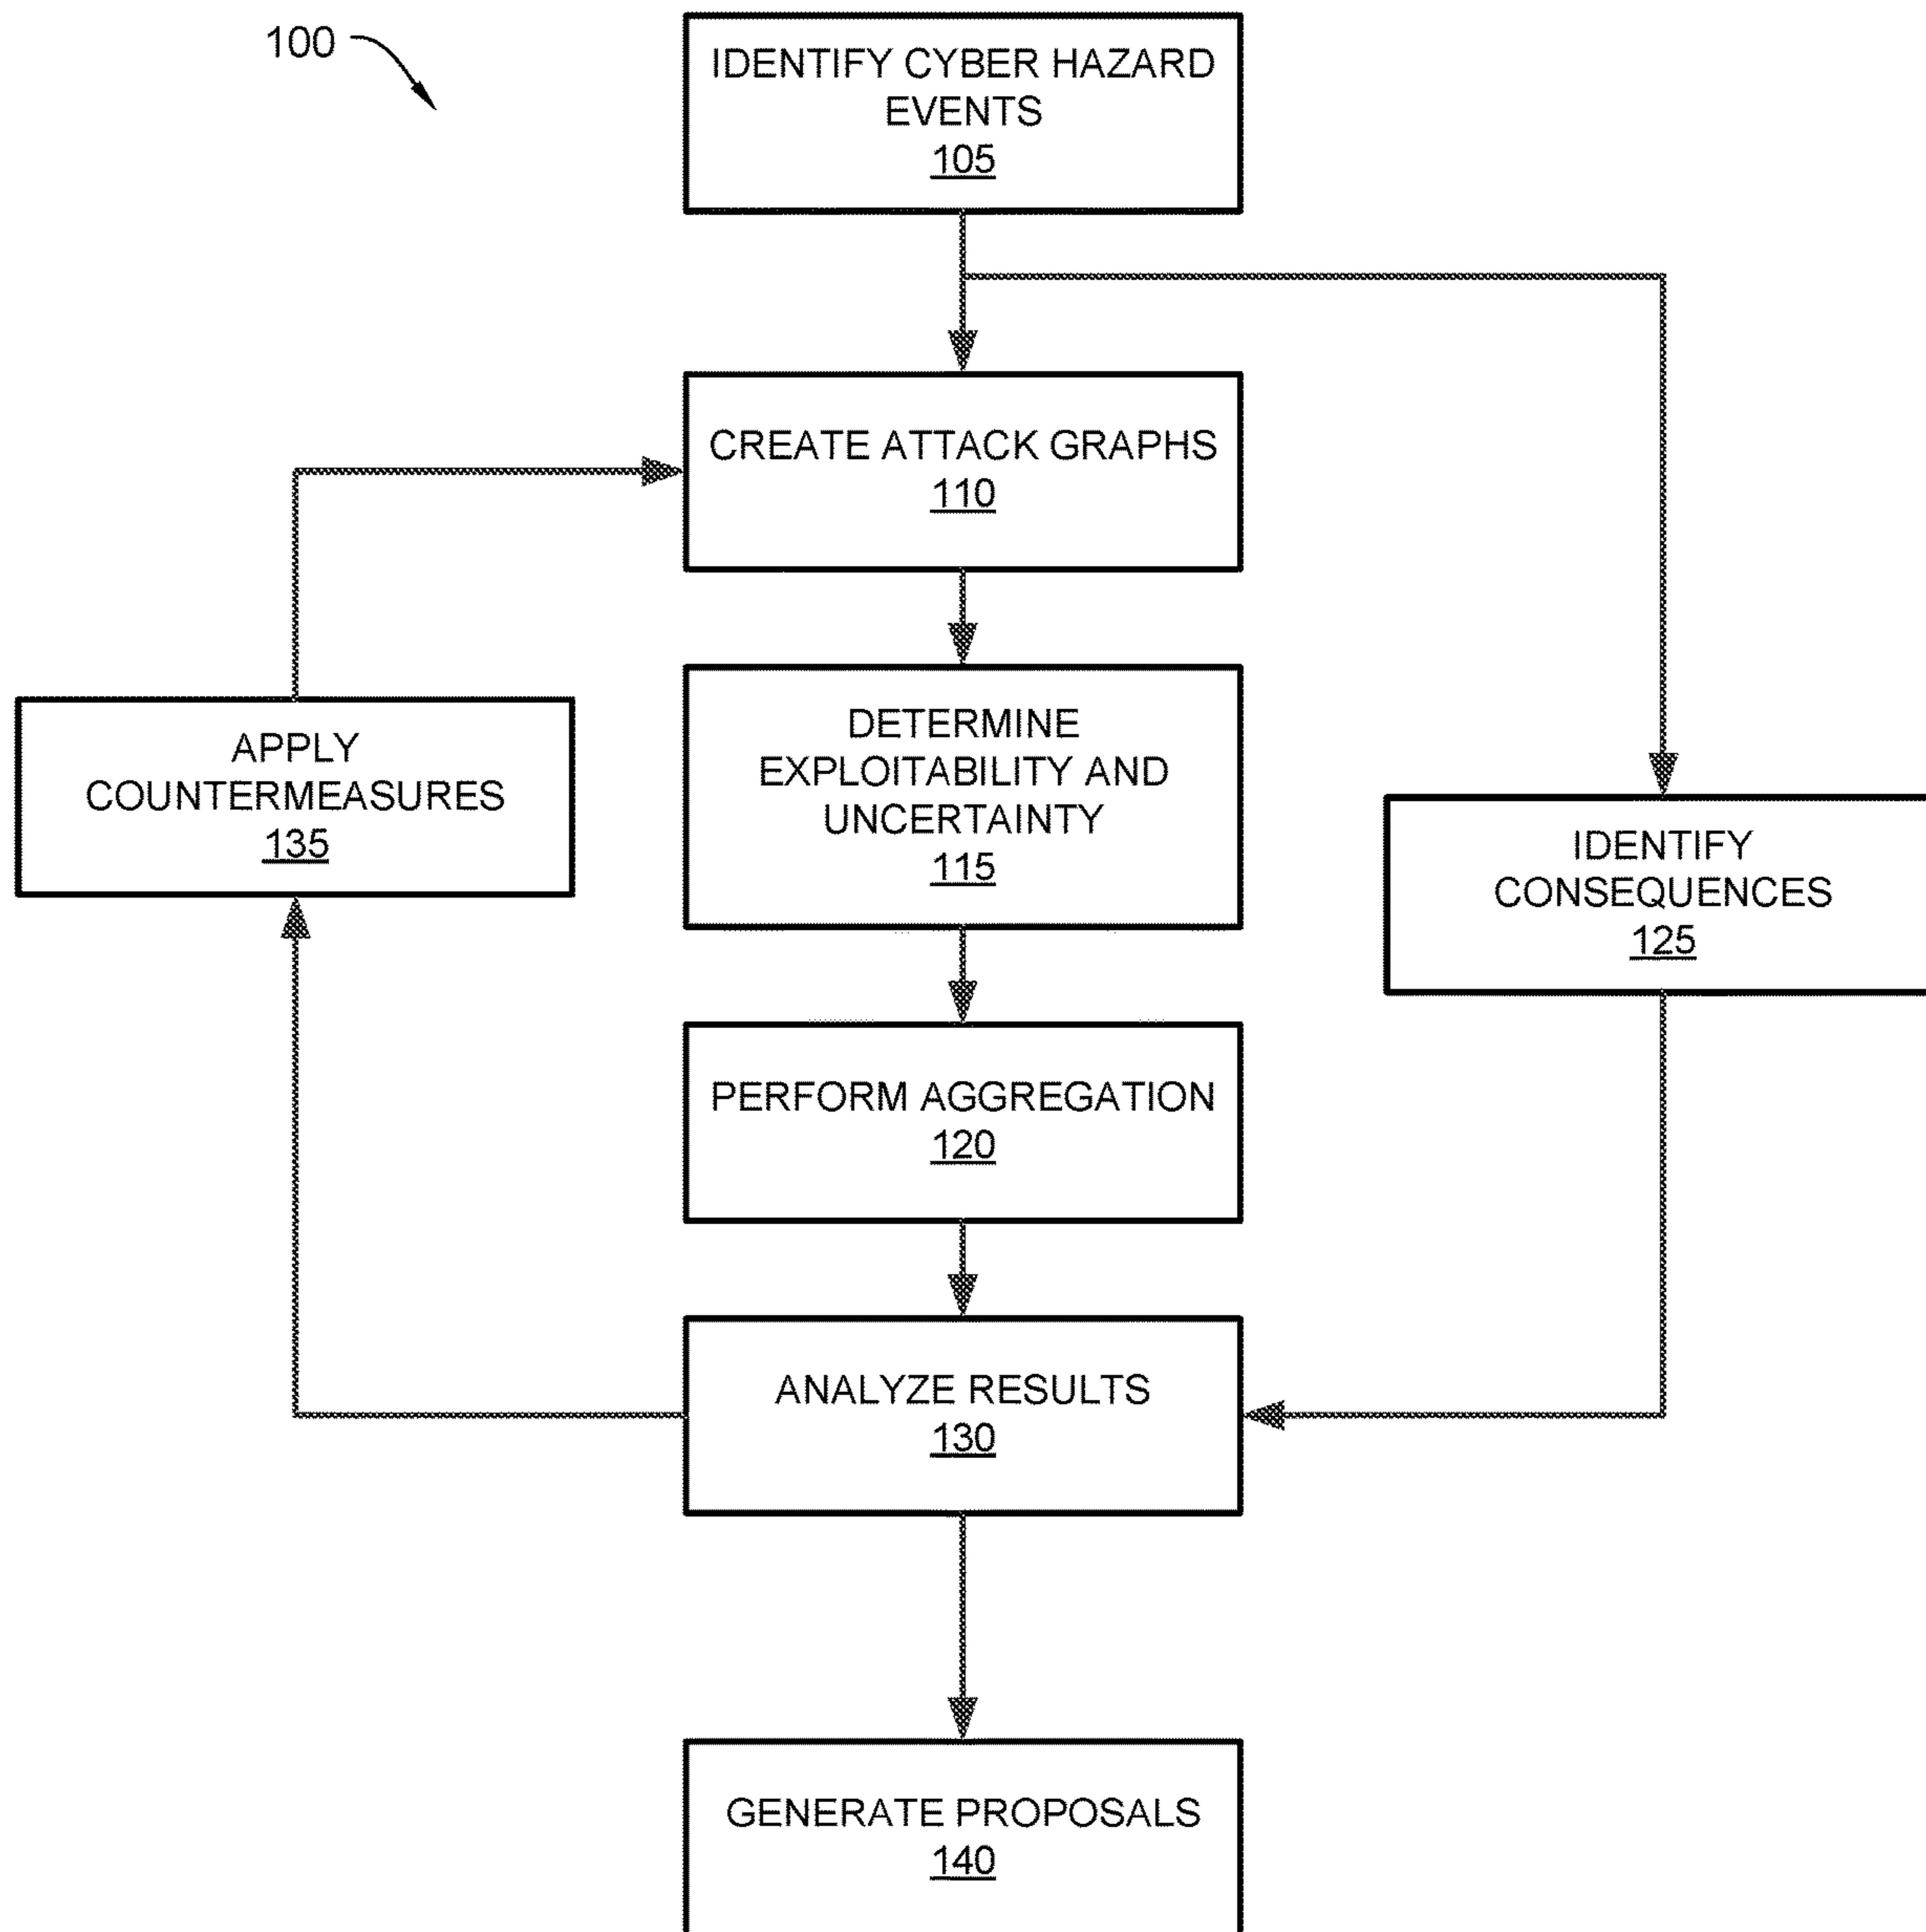 100
IDENTIFY CYBER HAZARD
EVENTS
105
CREATE ATTACK GRAPHS
110
DETERMINE
EXPLOITABILITY AND
UNCERTAINTY
115
APPLY
COUNTERMEASURES
135
IDENTIFY
CONSEQUENCES
125
PERFORM AGGREGATION
120
ANALYZE RESULTS
130
GENERATE PROPOSALS
140